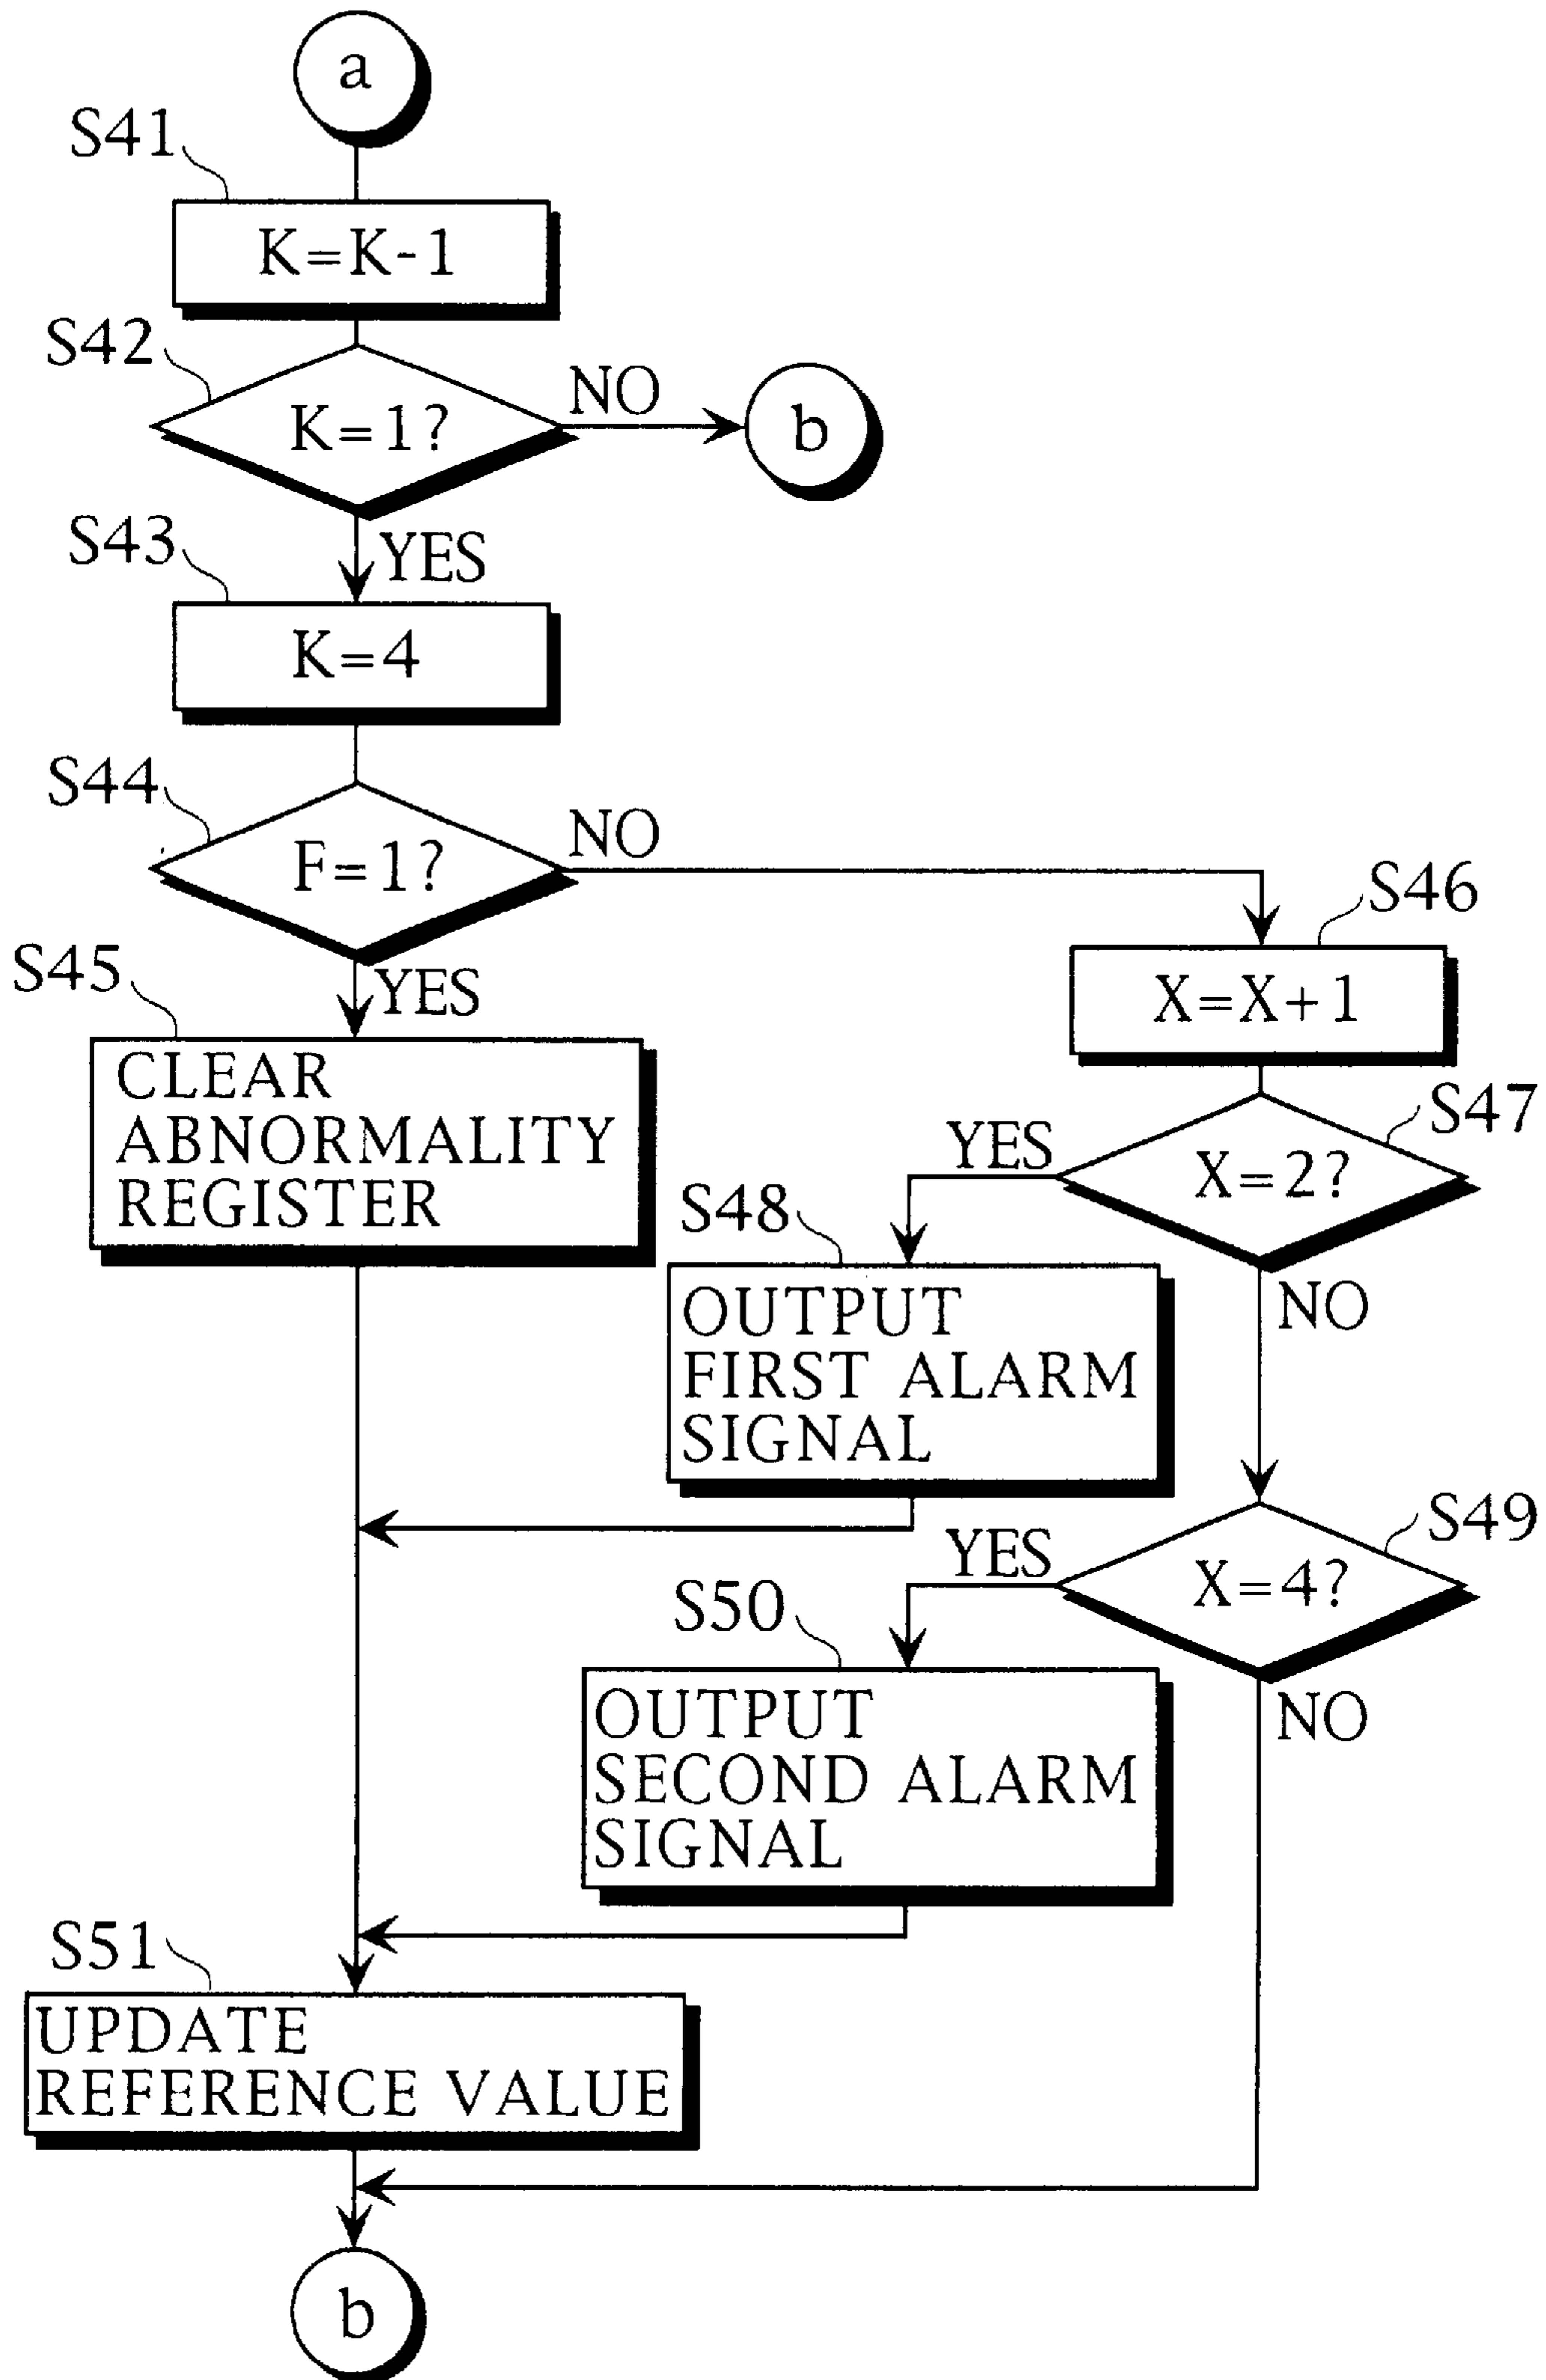 a
S41
K=K-1
S42
K=1?
NO
b
YES
S43
K=4
S44
F=1?
NO
YES
S45
CLEAR
ABNORMALITY
REGISTER
S46
X=X+1
S47
X=2?
YES
NO
S48
OUTPUT
FIRST ALARM
SIGNAL
S49
X=4?
YES
NO
S50
OUTPUT
SECOND ALARM
SIGNAL
S51
UPDATE
REFERENCE VALUE
b